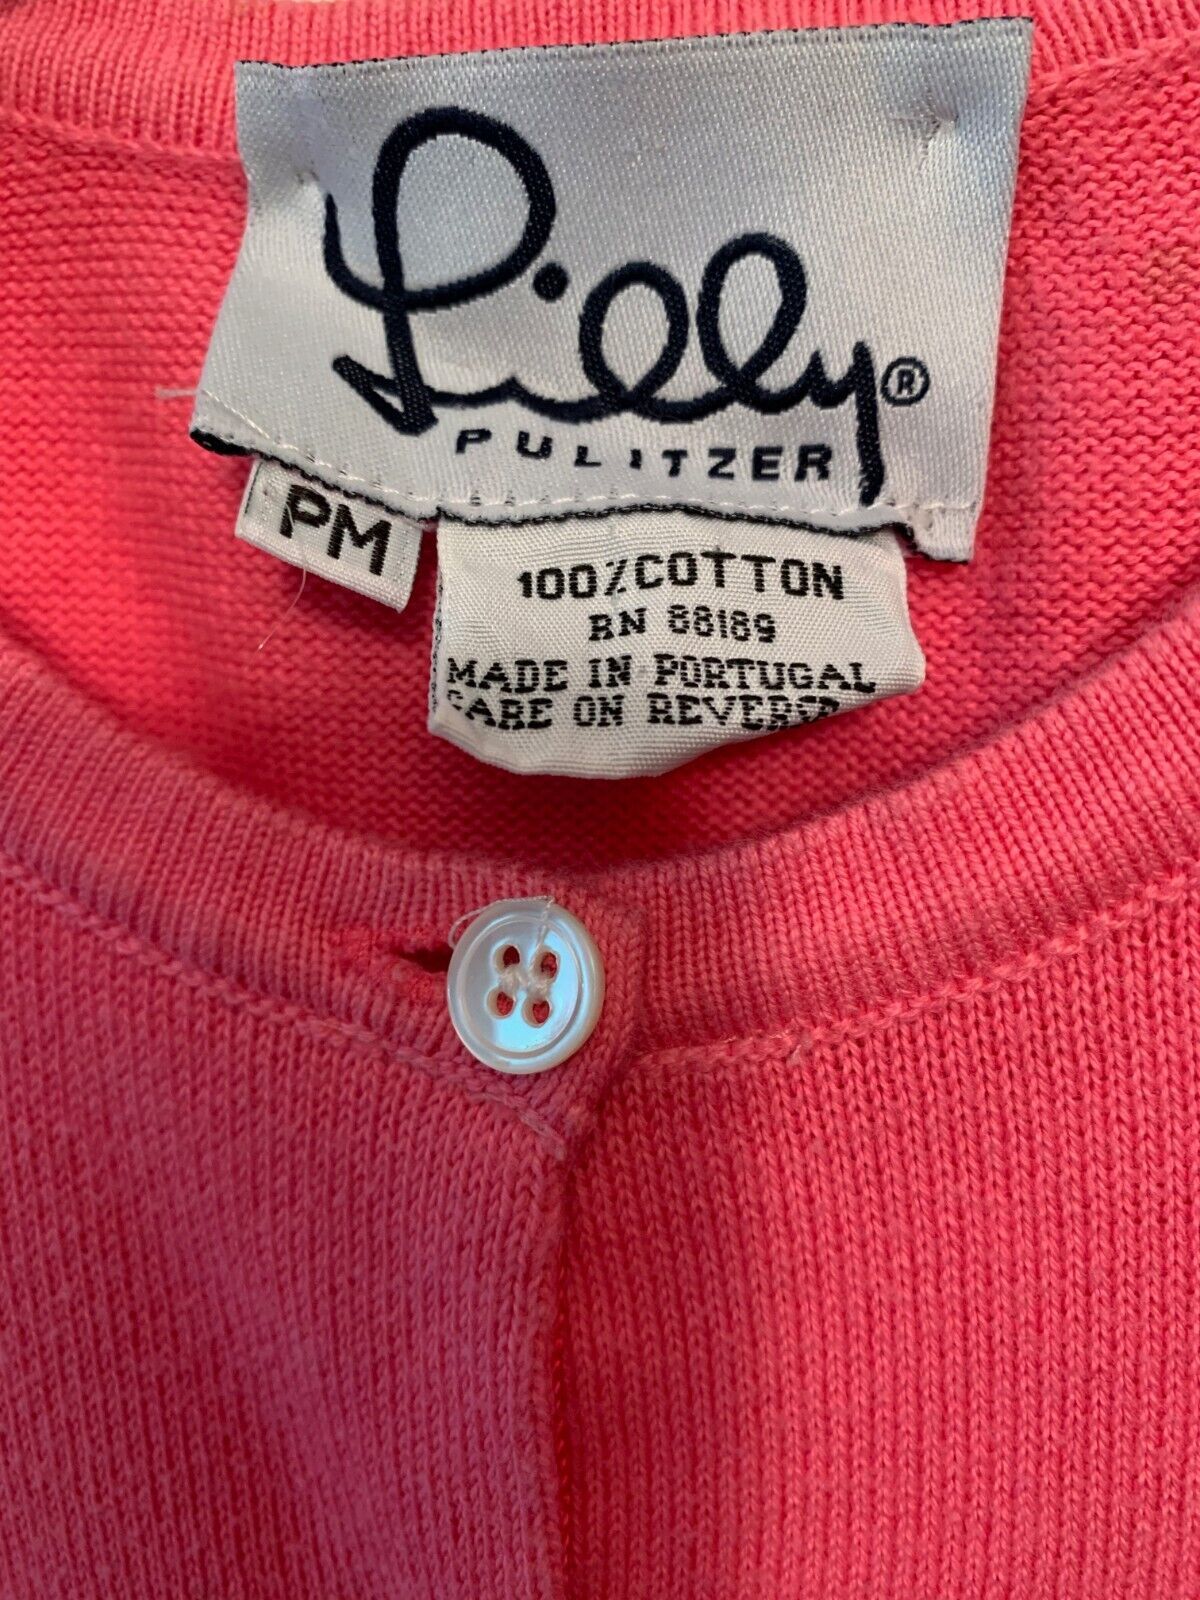 Lilly®
PULITZER
PM
100%COTTON
RN 88189
MADE IN PORTUGAL
CARE ON REVERSE